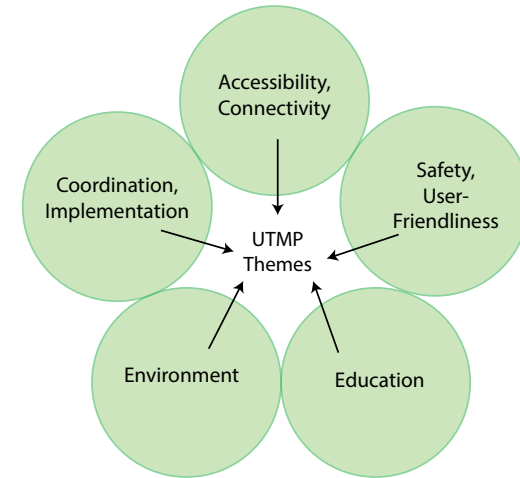 Accessibility,
Connectivity
Safety,
User-
Friendliness
Coordination,
Implementation
UTMP
Themes
Environment
Education